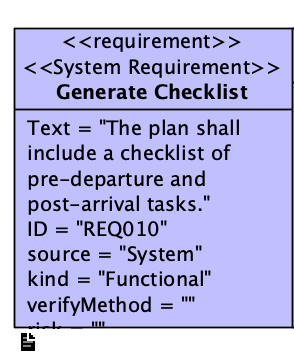 <<requirement>>
<<System Requirement>>
Generate Checklist
Text = "The plan shall
include a checklist of
pre-departure and
post-arrival tasks."
ID = "REQ010"
source = "System"
kind = "Functional"
verifyMethod = ""
risk = ""